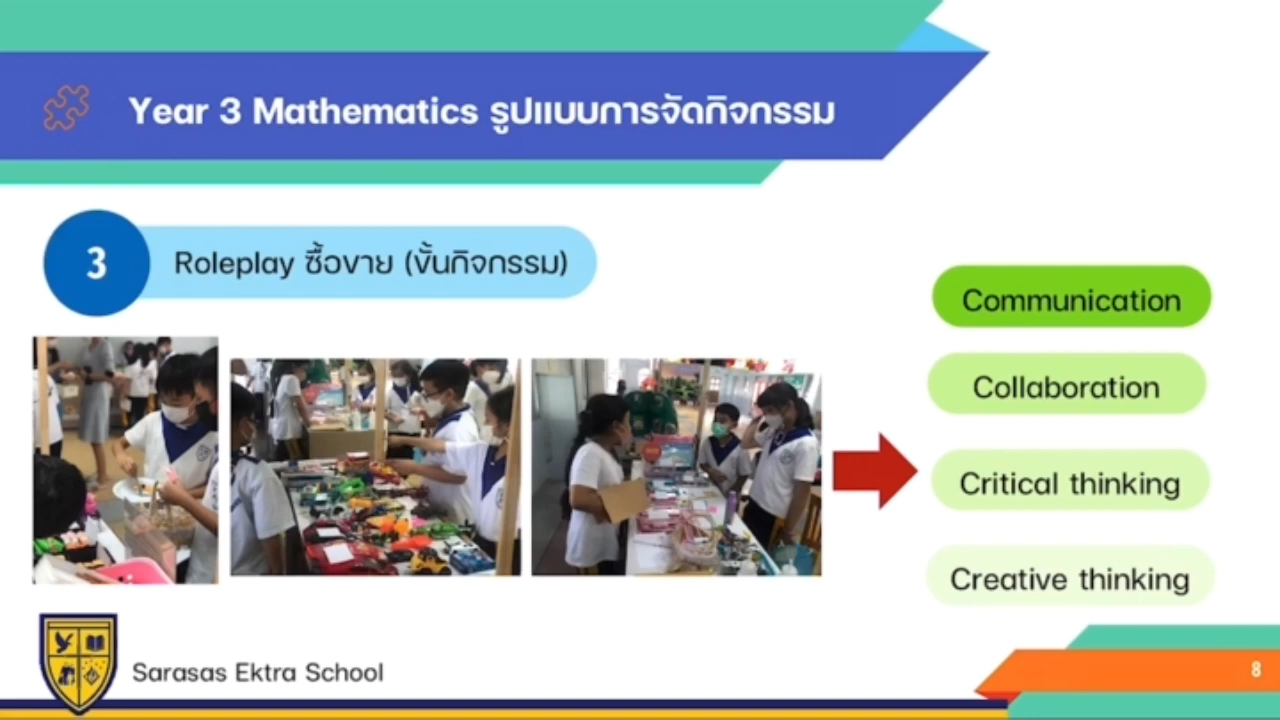 Year 3 Mathematics รูปแบบการจัดกิจกรรม
3
Roleplay ซื้อขาย (ขั้นกิจกรรม)
Communication
Collaboration
Critical thinking
Creative thinking
Sarasas Ektra School
8